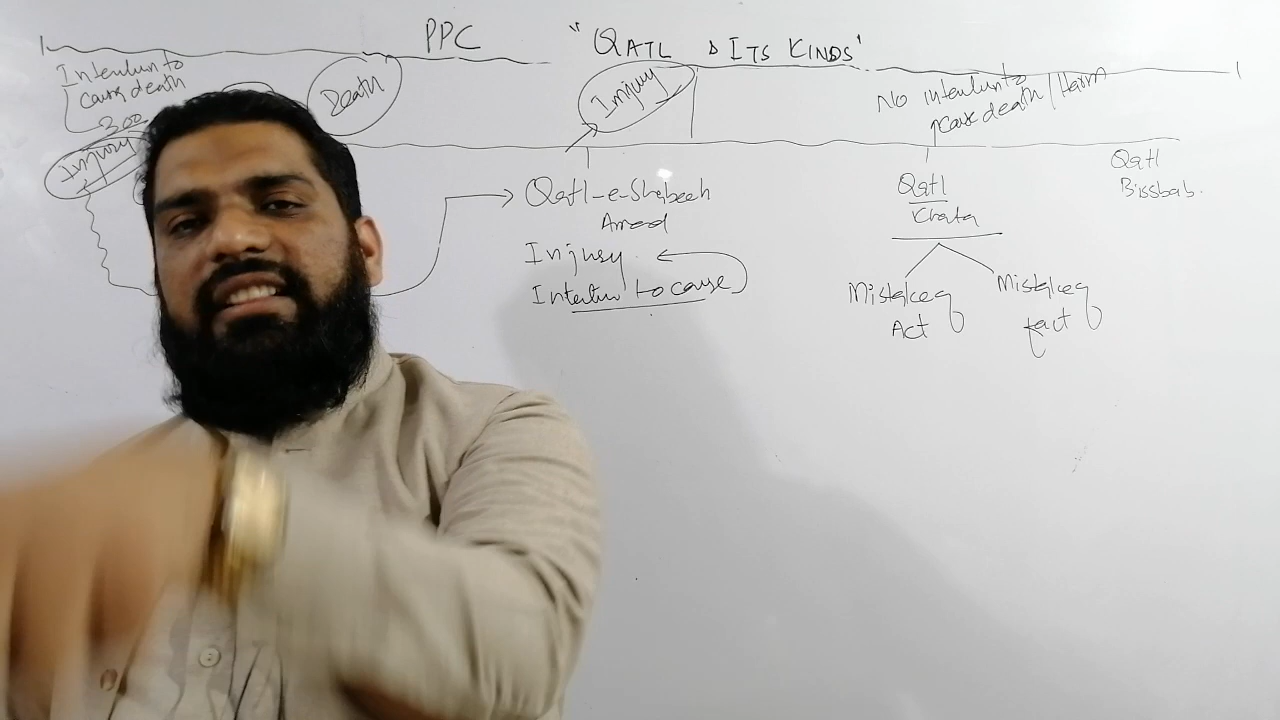 PPC "QATL & ITS KINDS"
Intention to
cause death
300
Injury
Death
Injury
No intention to
cause death / Harm
Qatl-e-Shabeeh
Amad
Injury
Intention to cause
Qatl
Khata
Mistake of
Act
Mistake of
fact
Qatl
Bissbab.